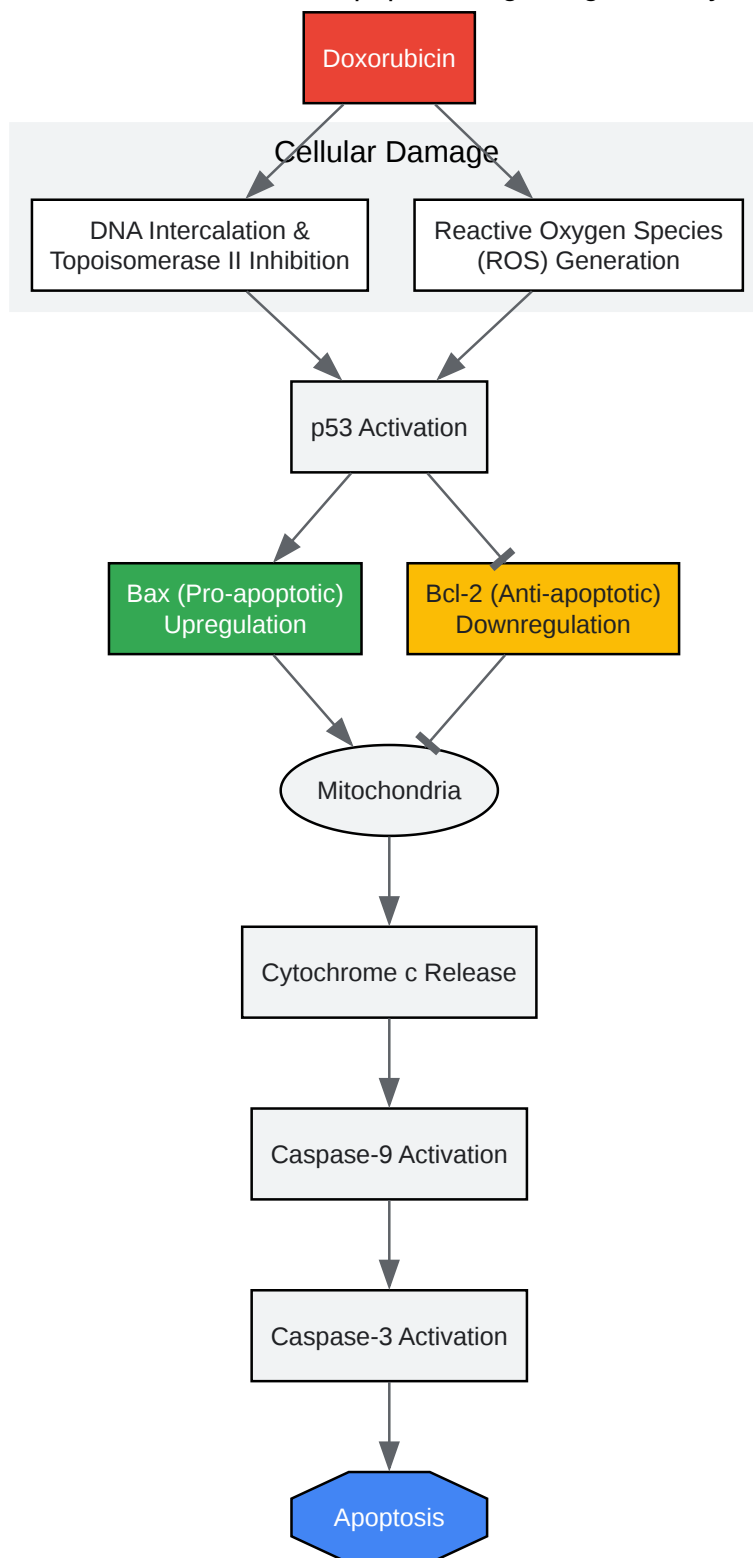 Doxorubicin
Cellular Damage
DNA Intercalation &
Topoisomerase II Inhibition
Reactive Oxygen Species
(ROS) Generation
p53 Activation
Bax (Pro-apoptotic)
Upregulation
Bcl-2 (Anti-apoptotic)
Downregulation
Mitochondria
Cytochrome c Release
Caspase-9 Activation
Caspase-3 Activation
Apoptosis